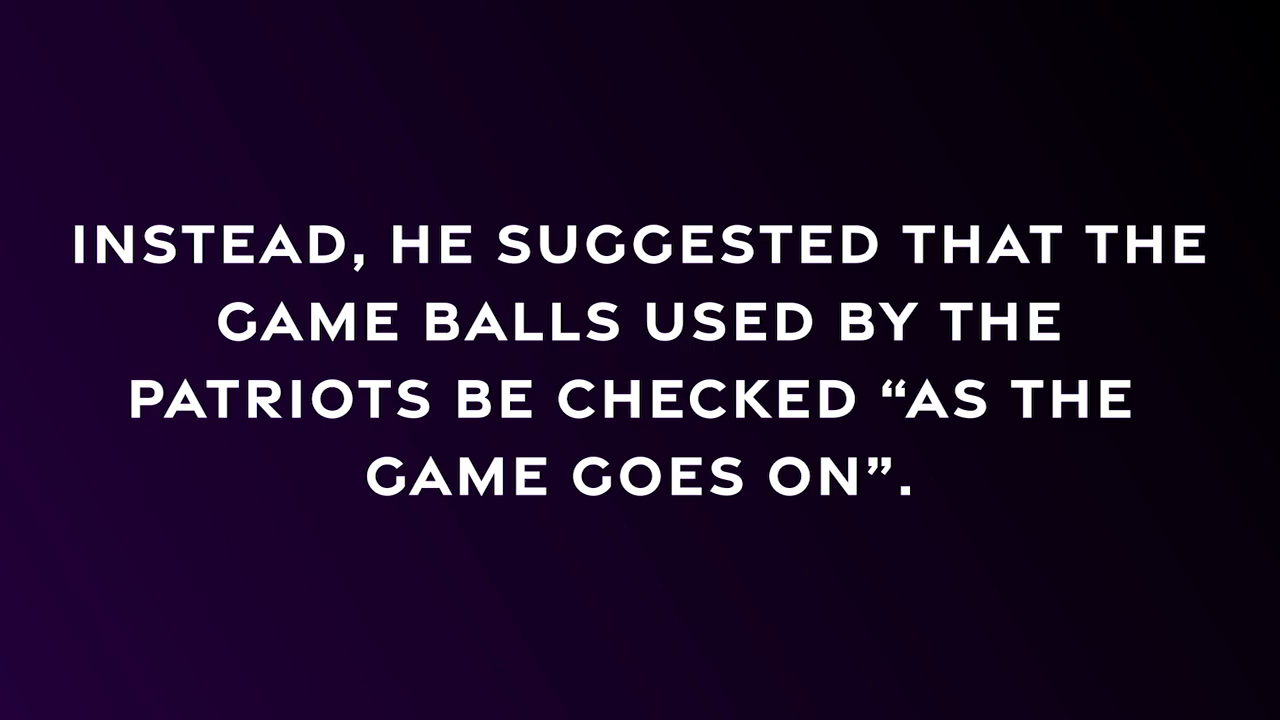 INSTEAD, HE SUGGESTED THAT THE
GAME BALLS USED BY THE
PATRIOTS BE CHECKED “AS THE
GAME GOES ON”.